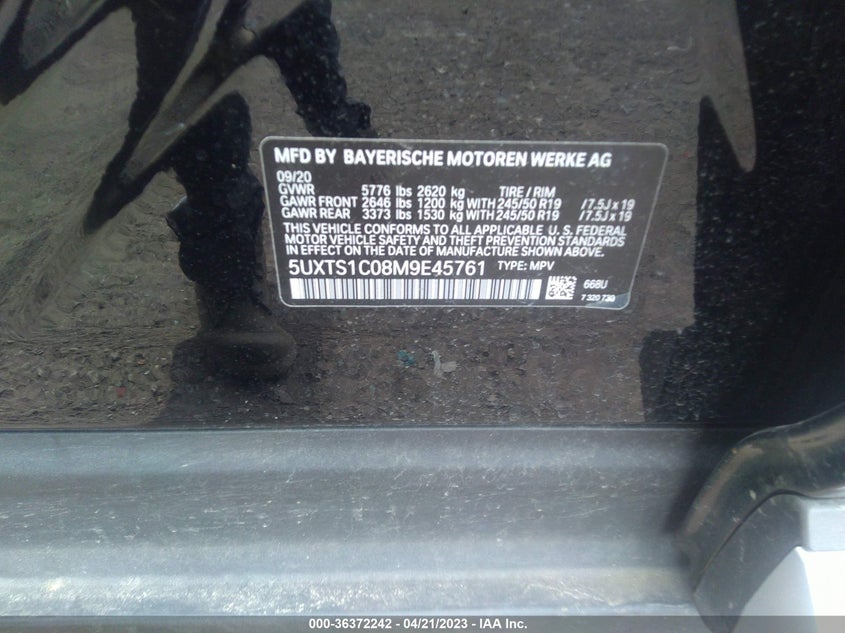 MFD BY BAYERISCHE MOTOREN WERKE AG
09/20
GVWR 5776 lbs 2620 kg TIRE / RIM
GAWR FRONT 2646 lbs 1200 kg WITH 245/50 R19 /7.5J x 19
GAWR REAR 3373 lbs 1530 kg WITH 245/50 R19 /7.5J x 19
THIS VEHICLE CONFORMS TO ALL APPLICABLE U.S. FEDERAL
MOTOR VEHICLE SAFETY AND THEFT PREVENTION STANDARDS
IN EFFECT ON THE DATE OF MANUFACTURE SHOWN ABOVE.
5UXTS1C08M9E45761 TYPE: MPV
668U
7 320 730
000-36372242 - 04/21/2023 - IAA Inc.